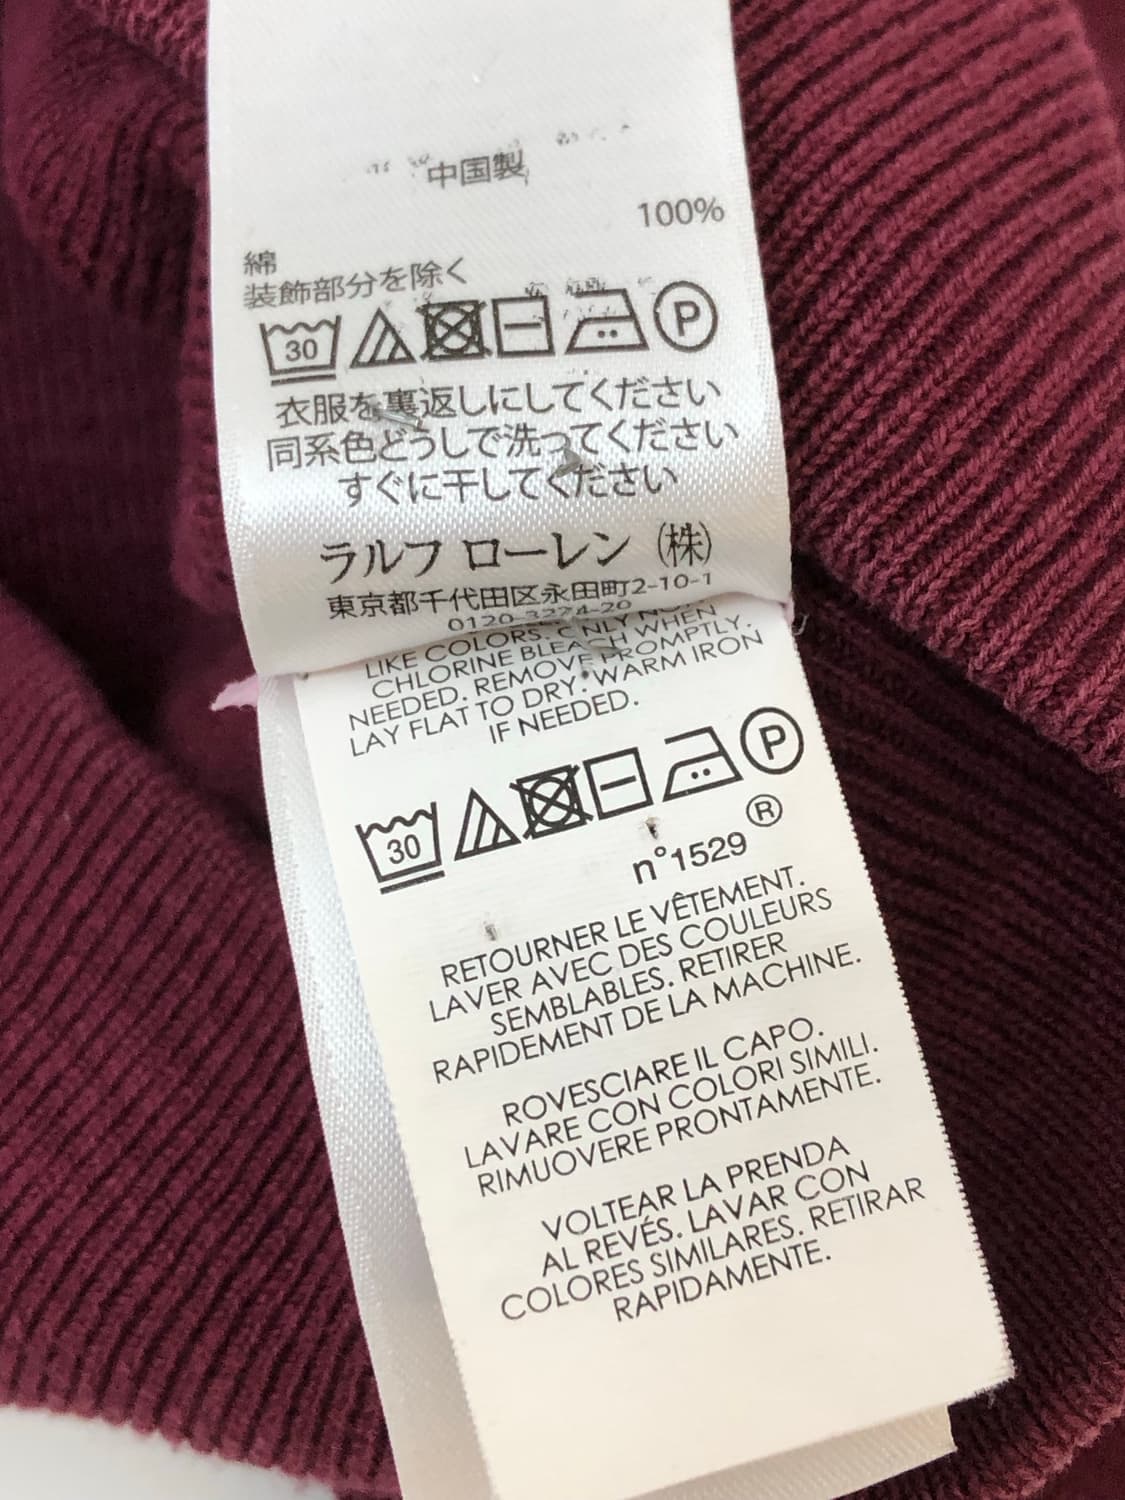 中国製
100%
綿
装飾部分を除く
30
P
衣服を裏返しにしてください
同系色どうしで洗ってください
すぐに干してください
ラルフ ローレン ㈱
東京都千代田区永田町2-10-1
0120-3274-20
LIKE COLORS. ONLY
CHLORINE BLEACH WHEN
NEEDED. REMOVE PROMPTLY.
LAY FLAT TO DRY. WARM IRON
IF NEEDED.
30
P
®
n°1529
RETOURNER LE VÊTEMENT.
LAVER AVEC DES COULEURS
SEMBLABLES. RETIRER
RAPIDEMENT DE LA MACHINE.
ROVESCIARE IL CAPO.
LAVARE CON COLORI SIMILI.
RIMUOVERE PRONTAMENTE.
VOLTEAR LA PRENDA
AL REVÉS. LAVAR CON
COLORES SIMILARES. RETIRAR
RAPIDAMENTE.